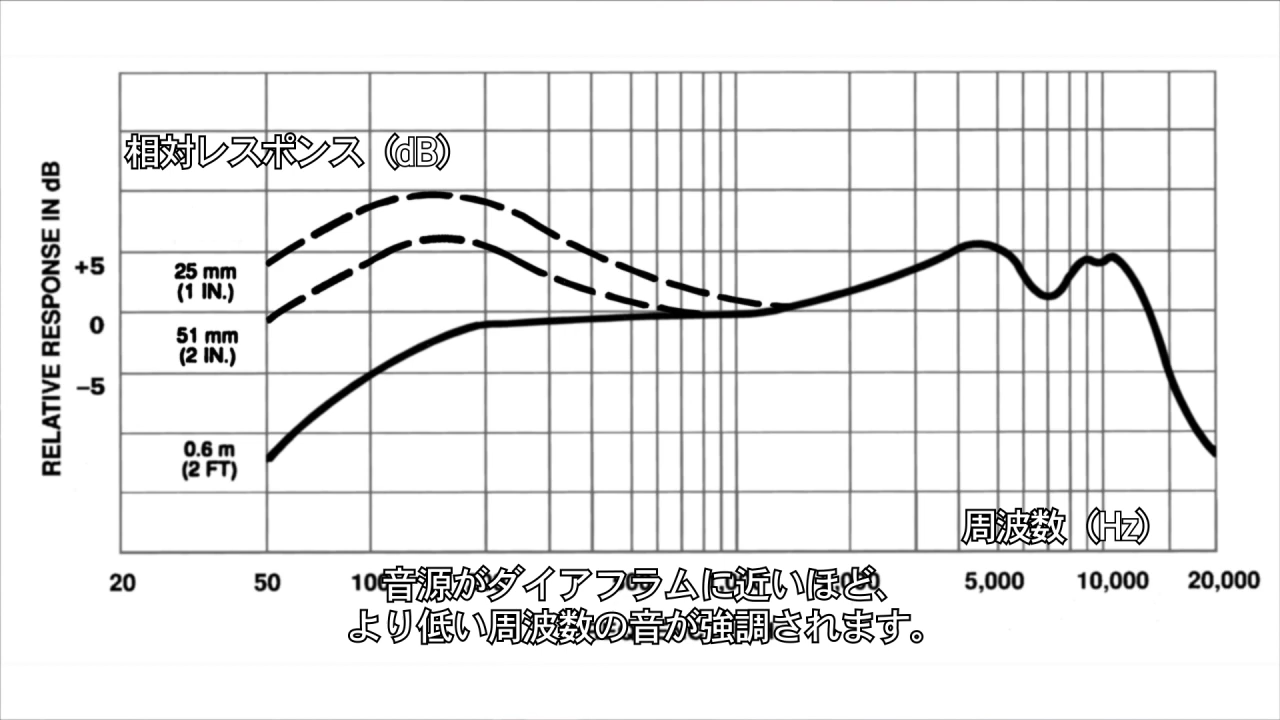 相対レスポンス（dB）
RELATIVE RESPONSE IN dB
+5
0
−5
25 mm
(1 IN.)
51 mm
(2 IN.)
0.6 m
(2 FT)
周波数（Hz）
20 50 5,000 10,000 20,000
音源がダイアフラムに近いほど、
より低い周波数の音が強調されます。